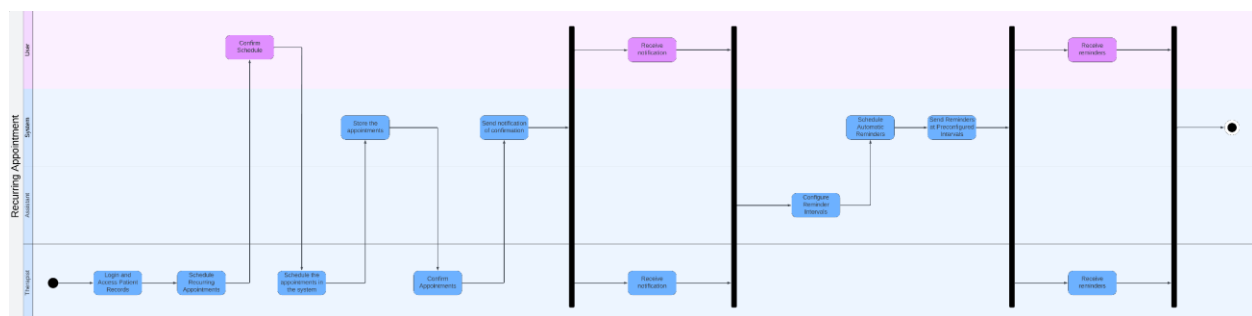 Recurring Appointment
User
System
Assistant
Therapist
Confirm
Schedule
Receive
notification
Receive
reminders
Store the
appointments
Send notification
of confirmation
Schedule
Automatic
Reminders
Send Reminders
at Preconfigured
Intervals
Configure
Reminder
Intervals
Login and
Access Patient
Records
Schedule
Recurring
Appointments
Schedule the
appointments in
the system
Confirm
Appointments
Receive
notification
Receive
reminders